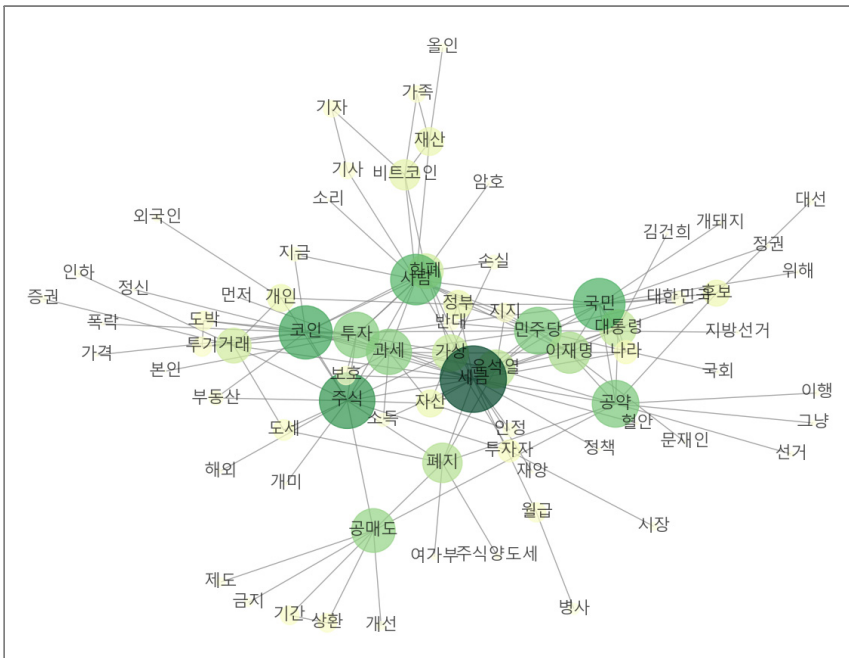 올인
가족
기자
재산
기사
비트코인
암호
소리
대선
외국인
개돼지
김건희
정권
지금
화폐
손실
인하
사람
위해
정신
먼저
개인
정부
지지
국민
대한민국
홍보
증권
폭락
도박
코인
투자
반대
민주당
대통령
지방선거
투기거래
과세
가상
이재명
나라
가격
본인
보호
윤석열
세금
국회
부동산
주식
자산
공약
이행
소득
혈안
그냥
도세
인정
문재인
해외
폐지
투자자
정책
선거
개미
재앙
월급
공매도
시장
여가부
주식양도세
제도
금지
기간
상환
개선
병사